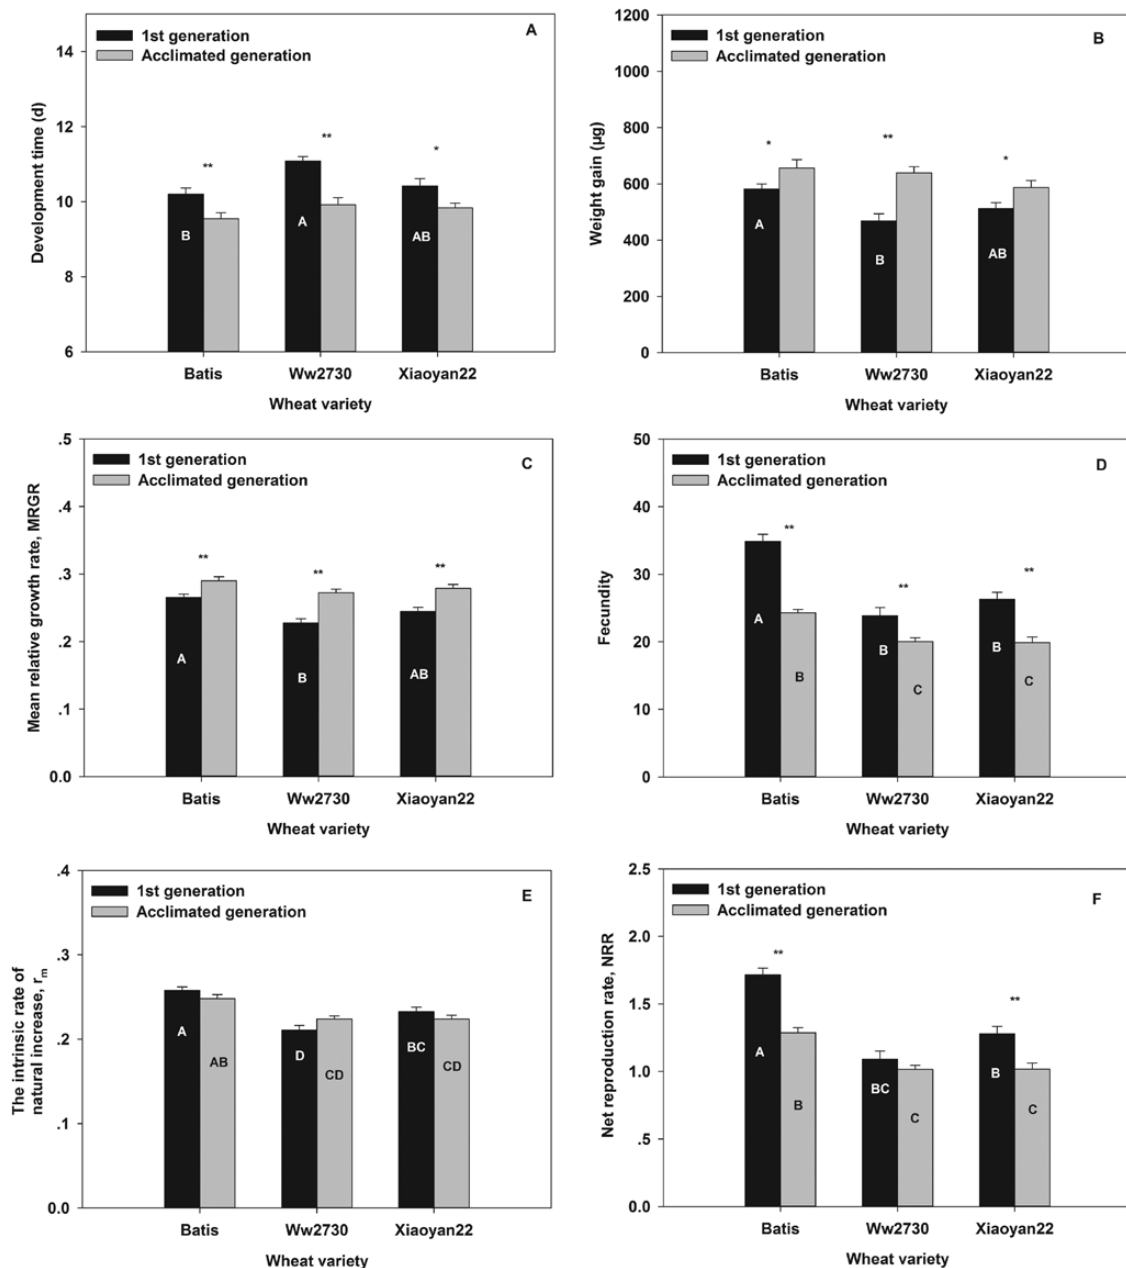 14
12
10
8
6
Development time (d)
1st generation
Acclimated generation
A
**
**
*
B
A
AB
Batis
Ww2730
Xiaoyan22
Wheat variety
1200
1000
800
600
400
200
0
Weight gain (µg)
1st generation
Acclimated generation
B
*
**
*
A
B
AB
Batis
Ww2730
Xiaoyan22
Wheat variety
.5
.4
.3
.2
.1
0.0
Mean relative growth rate, MRGR
1st generation
Acclimated generation
C
**
**
**
A
B
AB
Batis
Ww2730
Xiaoyan22
Wheat variety
50
40
30
20
10
0
Fecundity
1st generation
Acclimated generation
D
**
**
**
A
B
B
C
B
C
Batis
Ww2730
Xiaoyan22
Wheat variety
.4
.3
.2
.1
.0
The intrinsic rate of
natural increase, rm
1st generation
Acclimated generation
E
A
AB
D
CD
BC
CD
Batis
Ww2730
Xiaoyan22
Wheat variety
2.5
2.0
1.5
1.0
.5
0.0
Net reproduction rate, NRR
1st generation
Acclimated generation
F
**
**
A
B
BC
C
B
C
Batis
Ww2730
Xiaoyan22
Wheat variety